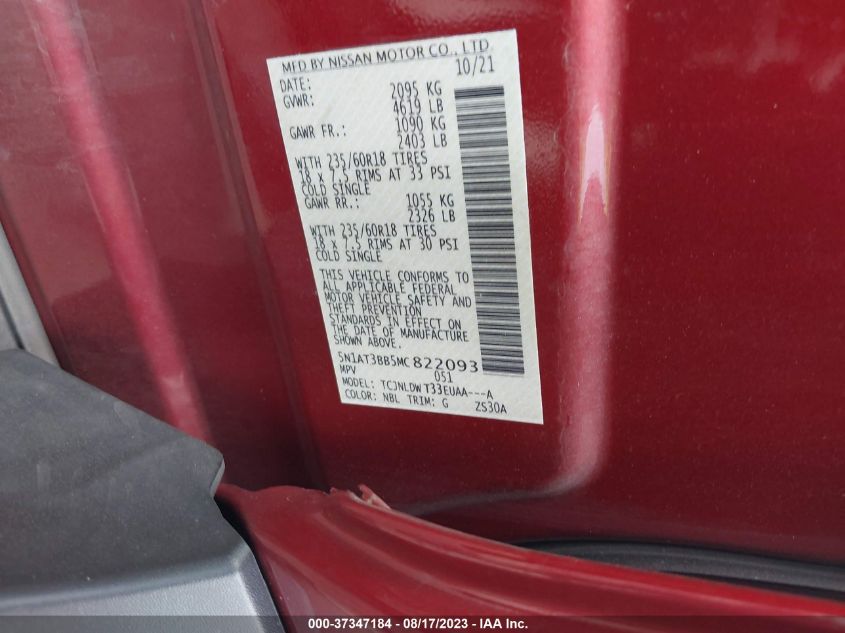 MFD BY NISSAN MOTOR CO., LTD
DATE: 10/21
GVWR: 2095 KG
4619 LB
GAWR FR.: 1090 KG
2403 LB
WITH 235/60R18 TIRES
18 x 7.5 RIMS AT 33 PSI
COLD SINGLE
GAWR RR.: 1055 KG
2326 LB
WITH 235/60R18 TIRES
18 x 7.5 RIMS AT 30 PSI
COLD SINGLE
THIS VEHICLE CONFORMS TO
ALL APPLICABLE FEDERAL
MOTOR VEHICLE SAFETY AND
THEFT PREVENTION
STANDARDS IN EFFECT ON
THE DATE OF MANUFACTURE
SHOWN ABOVE.
5N1AT3BB5MC822093
MPV 051
MODEL: TCJNLDW T33EUAA---A
COLOR: NBL TRIM: G ZS30A
000-37347184 - 08/17/2023 - IAA Inc.